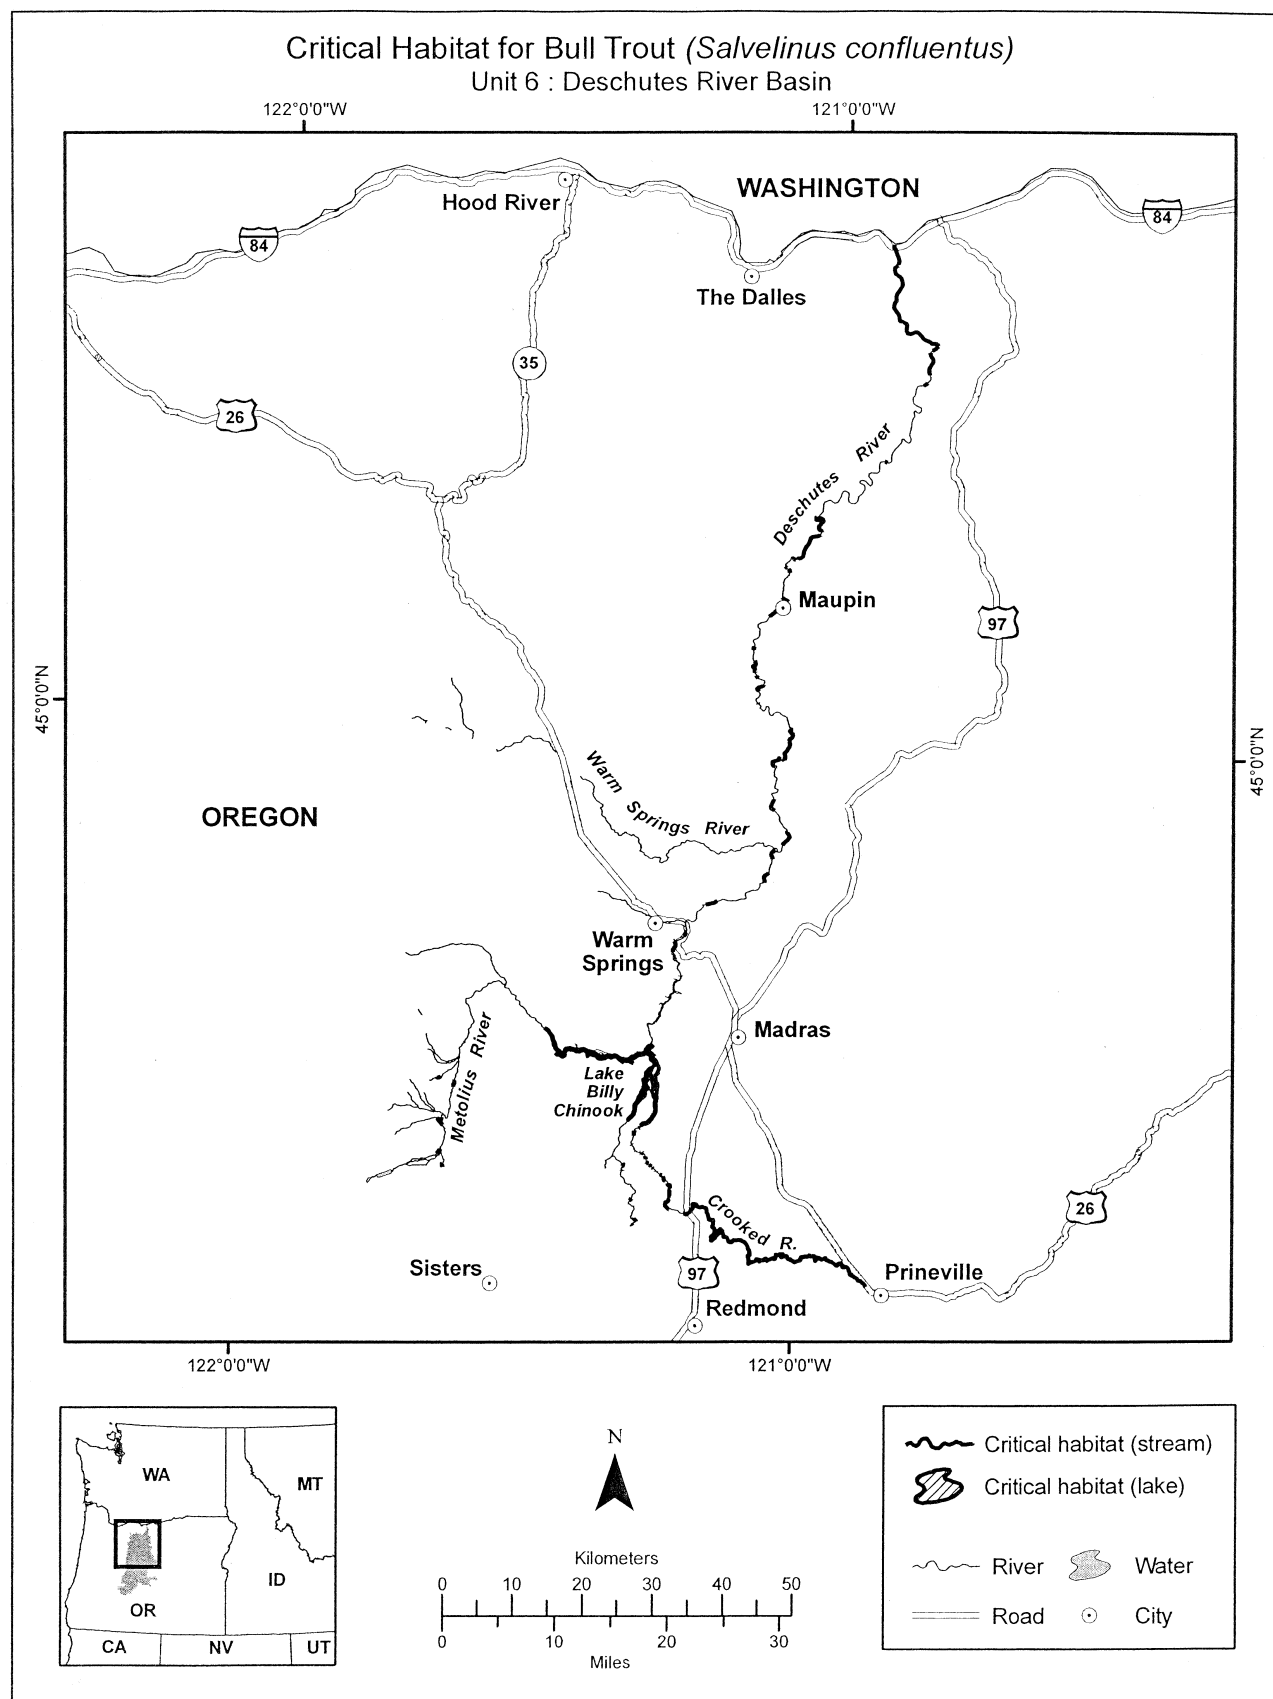 Critical Habitat for Bull Trout (Salvelinus confluentus)
Unit 6 : Deschutes River Basin
122°0'0"W
121°0'0"W
WASHINGTON
Hood River
84
84
The Dalles
35
26
Deschutes River
Maupin
97
45°0'0"N
45°0'0"N
Warm Springs River
OREGON
Warm
Springs
Madras
Metolius River
Lake
Billy
Chinook
Crooked R.
26
Sisters
97
Prineville
Redmond
122°0'0"W
121°0'0"W
WA
MT
ID
OR
CA
NV
UT
N
Kilometers
0 10 20 30 40 50
0 10 20 30
Miles
Critical habitat (stream)
Critical habitat (lake)
River
Water
Road
City